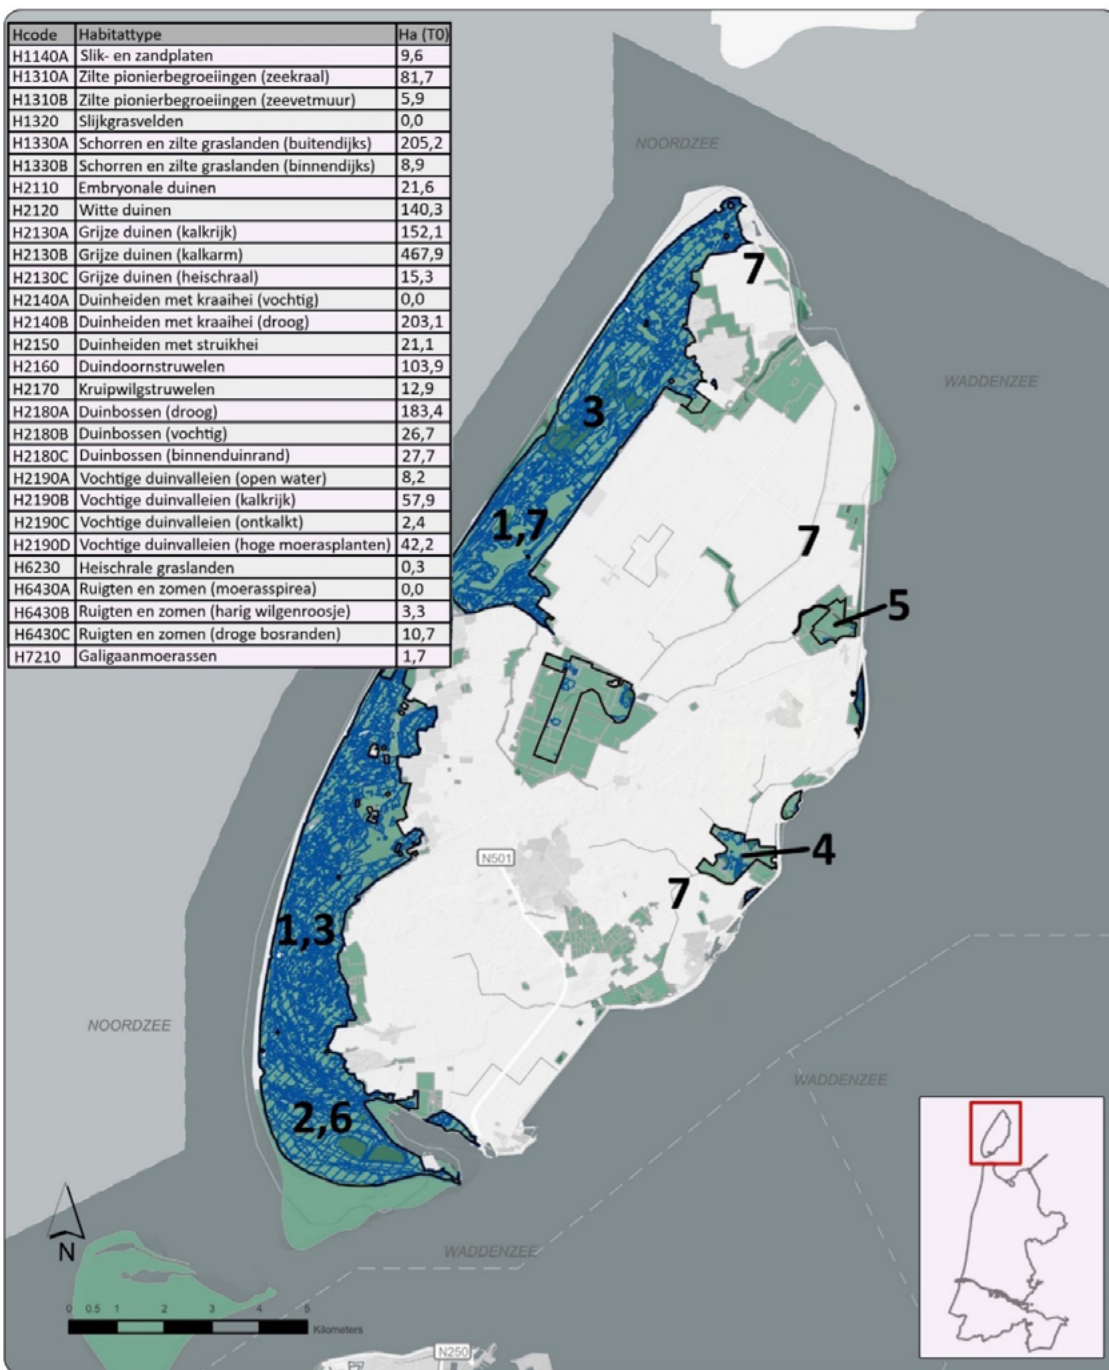 Hcode Habitattype Ha (T0)
H1140A Slik- en zandplaten 9,6
H1310A Zilte pionierbegroeiingen (zeekraal) 81,7
H1310B Zilte pionierbegroeiingen (zeevetmuur) 5,9
H1320 Slijkgrasvelden 0,0
H1330A Schorren en zilte graslanden (buitendijks) 205,2
H1330B Schorren en zilte graslanden (binnendijks) 8,9
H2110 Embryonale duinen 21,6
H2120 Witte duinen 140,3
H2130A Grijze duinen (kalkrijk) 152,1
H2130B Grijze duinen (kalkarm) 467,9
H2130C Grijze duinen (heischraal) 15,3
H2140A Duinheiden met kraaihei (vochtig) 0,0
H2140B Duinheiden met kraaihei (droog) 203,1
H2150 Duinheiden met struikhei 21,1
H2160 Duindoornstruwelen 103,9
H2170 Kruipwilgstruwelen 12,9
H2180A Duinbossen (droog) 183,4
H2180B Duinbossen (vochtig) 26,7
H2180C Duinbossen (binnenduinrand) 27,7
H2190A Vochtige duinvalleien (open water) 8,2
H2190B Vochtige duinvalleien (kalkrijk) 57,9
H2190C Vochtige duinvalleien (ontkalkt) 2,4
H2190D Vochtige duinvalleien (hoge moerasplanten) 42,2
H6230 Heischrale graslanden 0,3
H6430A Ruigten en zomen (moerasspirea) 0,0
H6430B Ruigten en zomen (harig wilgenroosje) 3,3
H6430C Ruigten en zomen (droge bosranden) 10,7
H7210 Galigaanmoerassen 1,7
NOORDZEE
7
WADDENZEE
3
1,7
7
5
N501
4
7
1,3
NOORDZEE
WADDENZEE
2,6
N
WADDENZEE
0 0.5 1 2 3 4 5
Kilometers
N250